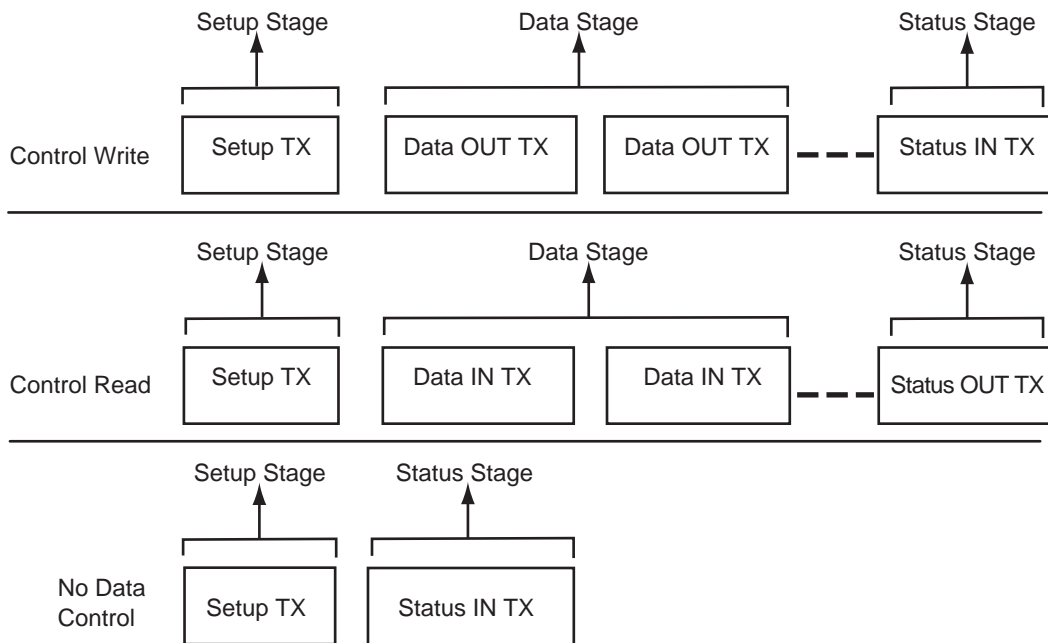 Setup Stage Data Stage Status Stage
Control Write Setup TX Data OUT TX Data OUT TX Status IN TX
Setup Stage Data Stage Status Stage
Control Read Setup TX Data IN TX Data IN TX Status OUT TX
Setup Stage Status Stage
No Data
Control Setup TX Status IN TX